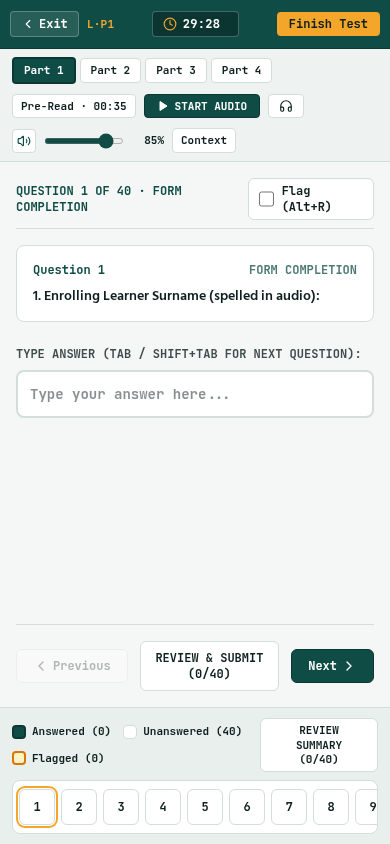 Exit L·P1 29:28 Finish Test
Part 1 Part 2 Part 3 Part 4
Pre-Read · 00:35 START AUDIO
85% Context
QUESTION 1 OF 40 · FORM
COMPLETION
Flag
(Alt+R)
Question 1 FORM COMPLETION
1. Enrolling Learner Surname (spelled in audio):
TYPE ANSWER (TAB / SHIFT+TAB FOR NEXT QUESTION):
Type your answer here...
Previous
REVIEW & SUBMIT
(0/40)
Next
Answered (0) Unanswered (40)
Flagged (0)
REVIEW
SUMMARY
(0/40)
1 2 3 4 5 6 7 8 9